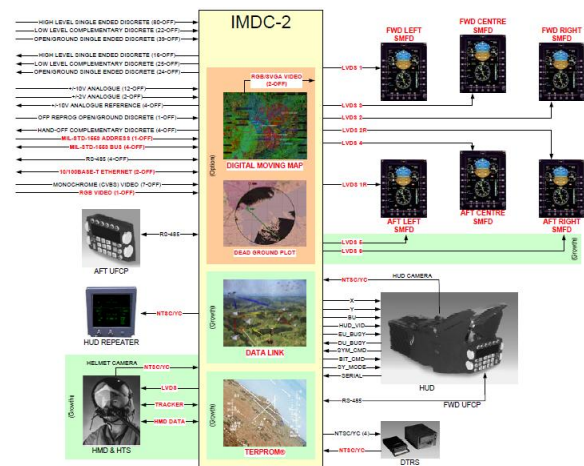 IMDC-2
HIGH LEVEL SINGLE ENDED DISCRETE (60-OFF)
LOW LEVEL COMPLEMENTARY DISCRETE (22-OFF)
OPEN/GROUND SINGLE ENDED DISCRETE (39-OFF)
HIGH LEVEL SINGLE ENDED DISCRETE (16-OFF)
LOW LEVEL COMPLEMENTARY DISCRETE (25-OFF)
OPEN/GROUND SINGLE ENDED DISCRETE (24-OFF)
+/-10V ANALOGUE (12-OFF)
+/-2V ANALOGUE (2-OFF)
+/-10V ANALOGUE REFERENCE (4-OFF)
OFP REPROG OPEN/GROUND DISCRETE (1-OFF)
HAND-OFF COMPLEMENTARY DISCRETE (4-OFF)
MIL-STD-1553 ADDRESS (1-OFF)
MIL-STD-1553 BUS (4-OFF)
RS-485 (4-OFF)
10/100BASE-T ETHERNET (2-OFF)
MONOCHROME (CVBS) VIDEO (7-OFF)
RGB VIDEO (1-OFF)
RS-485
AFT UFCP
NTSC/YC
HUD REPEATER
HELMET CAMERA
NTSC/YC
LVDS
TRACKER
HMD DATA
(Growth)
HMD & HTS
RGB/SVGA VIDEO
(2-OFF)
(Option)
DIGITAL MOVING MAP
DEAD GROUND PLOT
(Growth)
DATA LINK
(Growth)
TERPROM®
FWD LEFT
SMFD
FWD CENTRE
SMFD
FWD RIGHT
SMFD
LVDS 1
LVDS 3
LVDS 2
LVDS 2R
LVDS 4
LVDS 1R
AFT LEFT
SMFD
AFT CENTRE
SMFD
AFT RIGHT
SMFD
LVDS 5
LVDS 6
(Growth)
HUD CAMERA
NTSC/YC
X
Y
BU
HUD_VID
EU_BUSY
DU_BUSY
SYM_CMD
BIT_CMD
SY_MODE
SERIAL
HUD
RS-485
FWD UFCP
NTSC/YC (4)
NTSC/YC
DTRS